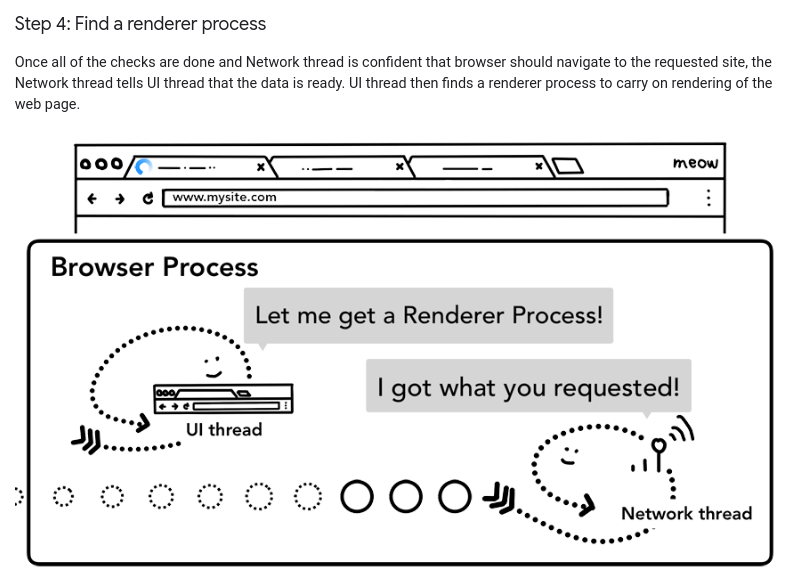 Step 4: Find a renderer process
Once all of the checks are done and Network thread is confident that browser should navigate to the requested site, the
Network thread tells UI thread that the data is ready. UI thread then finds a renderer process to carry on rendering of the
web page.
meow
www.mysite.com
Browser Process
Let me get a Renderer Process!
I got what you requested!
UI thread
Network thread